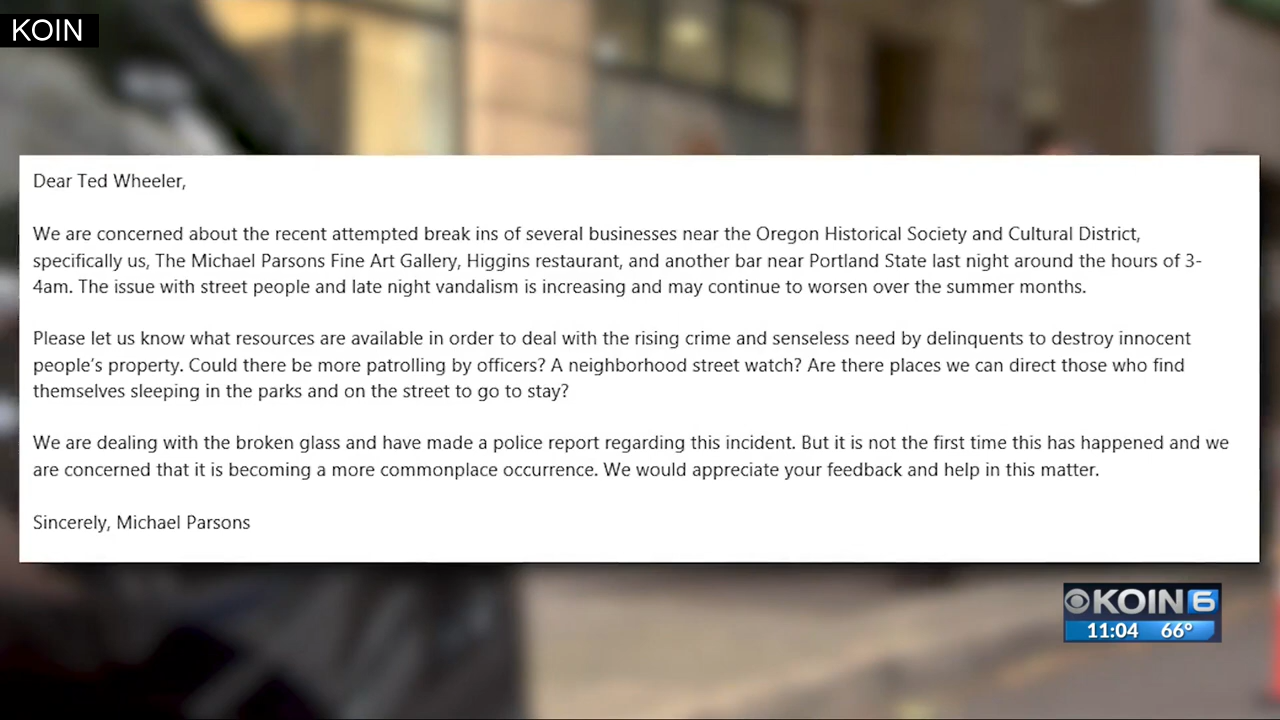 KOIN
Dear Ted Wheeler,
We are concerned about the recent attempted break ins of several businesses near the Oregon Historical Society and Cultural District,
specifically us, The Michael Parsons Fine Art Gallery, Higgins restaurant, and another bar near Portland State last night around the hours of 3-
4am. The issue with street people and late night vandalism is increasing and may continue to worsen over the summer months.
Please let us know what resources are available in order to deal with the rising crime and senseless need by delinquents to destroy innocent
people’s property. Could there be more patrolling by officers? A neighborhood street watch? Are there places we can direct those who find
themselves sleeping in the parks and on the street to go to stay?
We are dealing with the broken glass and have made a police report regarding this incident. But it is not the first time this has happened and we
are concerned that it is becoming a more commonplace occurrence. We would appreciate your feedback and help in this matter.
Sincerely, Michael Parsons
KOIN 6
11:04 66°